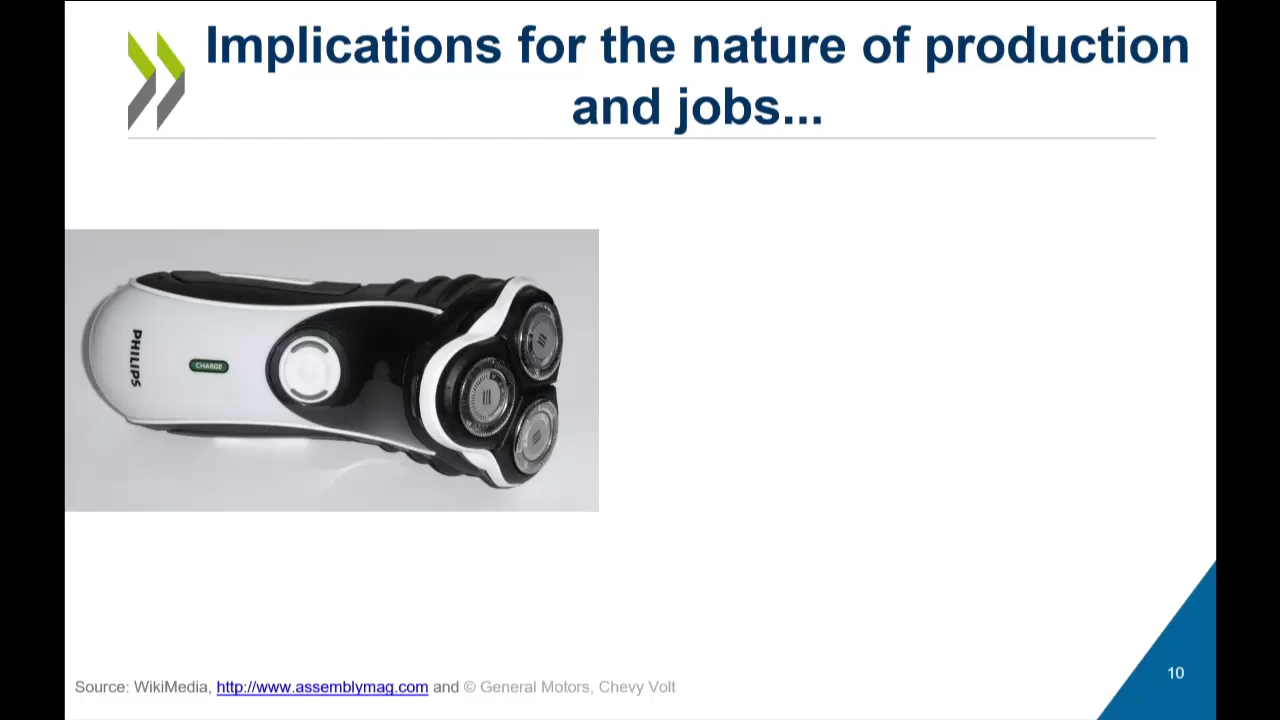 Implications for the nature of production
and jobs...
PHILIPS
CHARGE
Source: WikiMedia, http://www.assemblymag.com and © General Motors, Chevy Volt
10